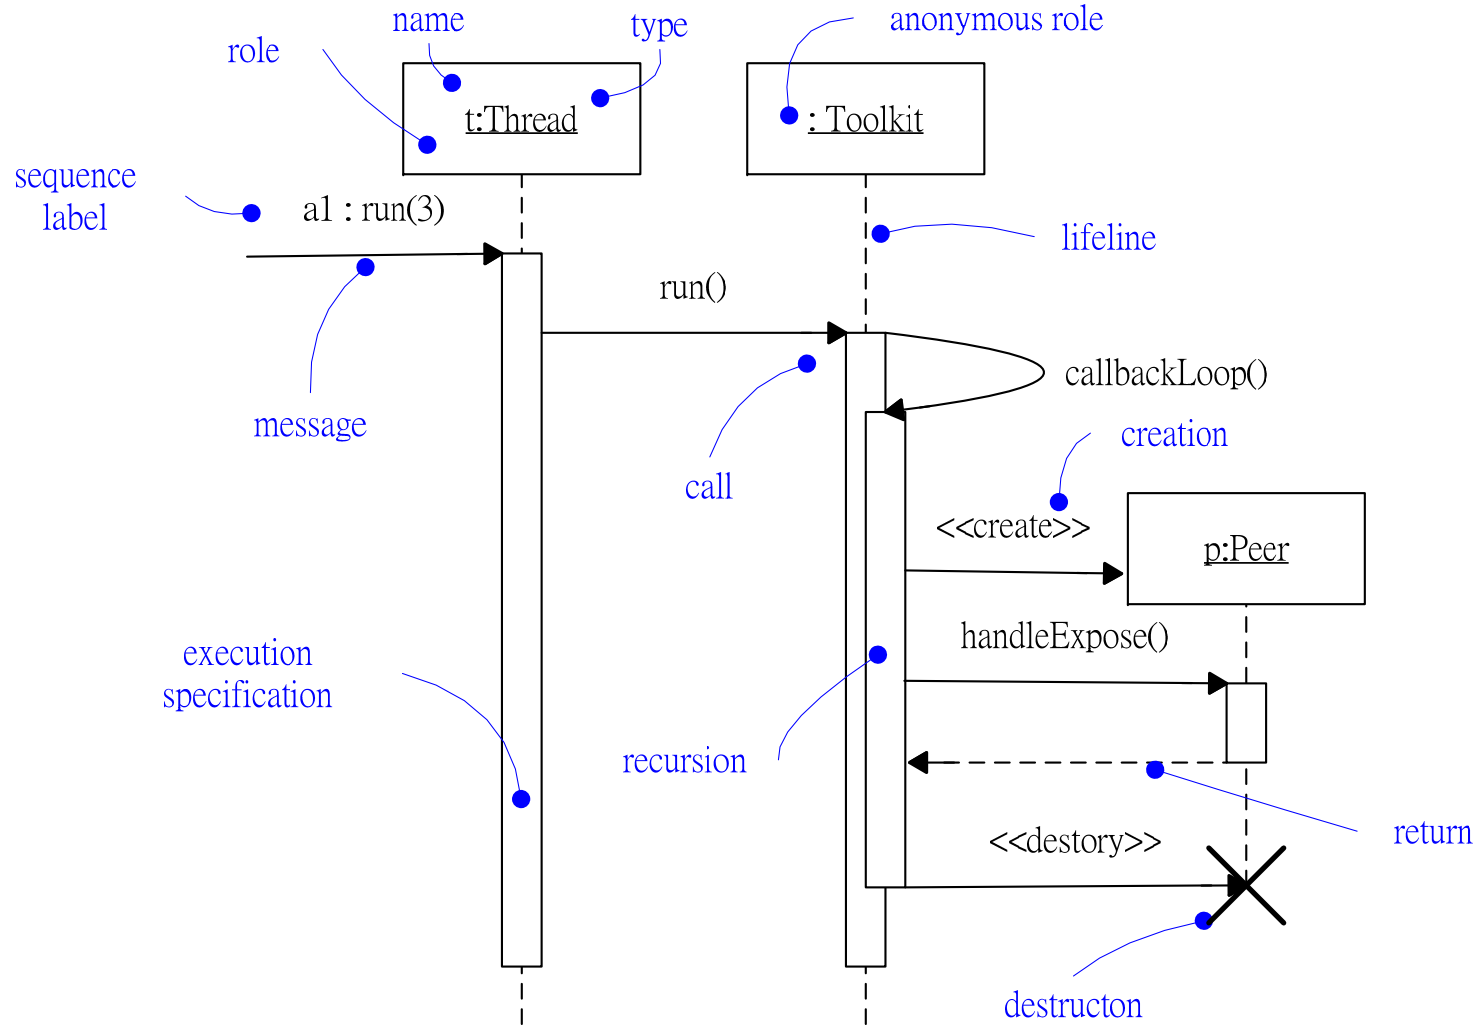 name
type
anonymous role
role
t:Thread
: Toolkit
sequence
label
a1 : run(3)
lifeline
run()
callbackLoop()
message
creation
call
<<create>>
p:Peer
handleExpose()
execution
specification
recursion
return
<<destory>>
destructon